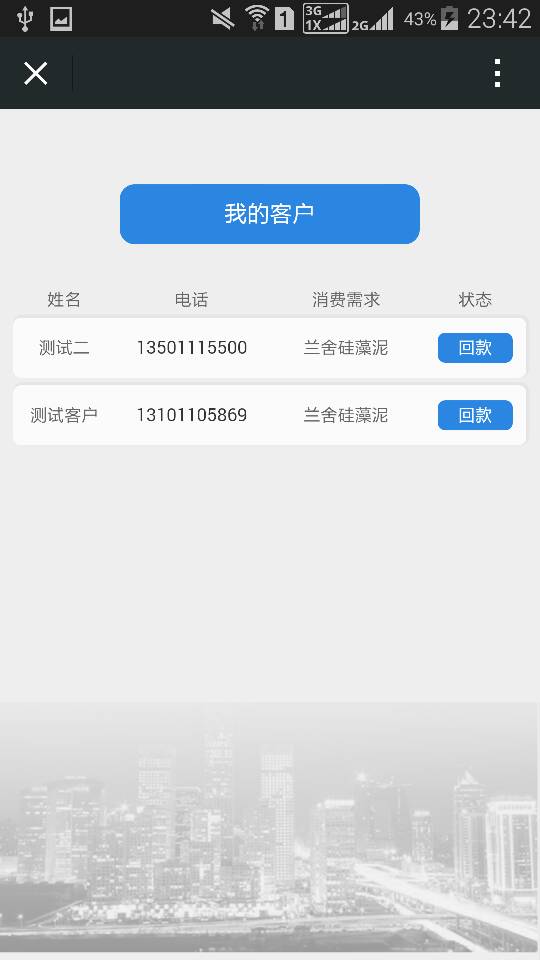 1 3G 1X 2G 43% 23:42
我的客户
姓名 电话 消费需求 状态
测试二 13501115500 兰舍硅藻泥 回款
测试客户 13101105869 兰舍硅藻泥 回款